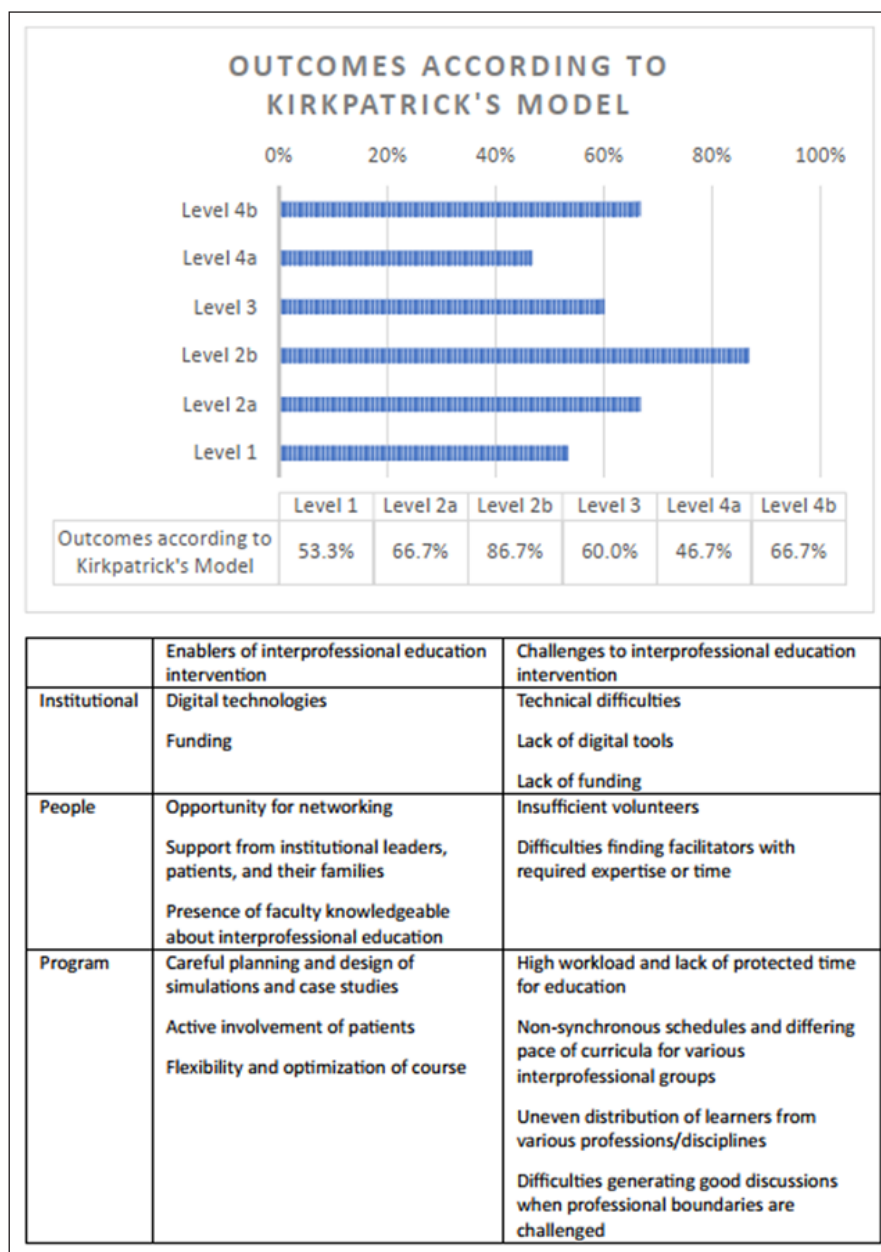 OUTCOMES ACCORDING TO
KIRKPATRICK'S MODEL
0% 20% 40% 60% 80% 100%
Level 4b
Level 4a
Level 3
Level 2b
Level 2a
Level 1
Level 1 Level 2a Level 2b Level 3 Level 4a Level 4b
Outcomes according to
Kirkpatrick's Model
53.3% 66.7% 86.7% 60.0% 46.7% 66.7%
Enablers of interprofessional education
intervention
Challenges to interprofessional education
intervention
Institutional
Digital technologies
Funding
Technical difficulties
Lack of digital tools
Lack of funding
People
Opportunity for networking
Support from institutional leaders,
patients, and their families
Presence of faculty knowledgeable
about interprofessional education
Insufficient volunteers
Difficulties finding facilitators with
required expertise or time
Program
Careful planning and design of
simulations and case studies
Active involvement of patients
Flexibility and optimization of course
High workload and lack of protected time
for education
Non-synchronous schedules and differing
pace of curricula for various
interprofessional groups
Uneven distribution of learners from
various professions/disciplines
Difficulties generating good discussions
when professional boundaries are
challenged